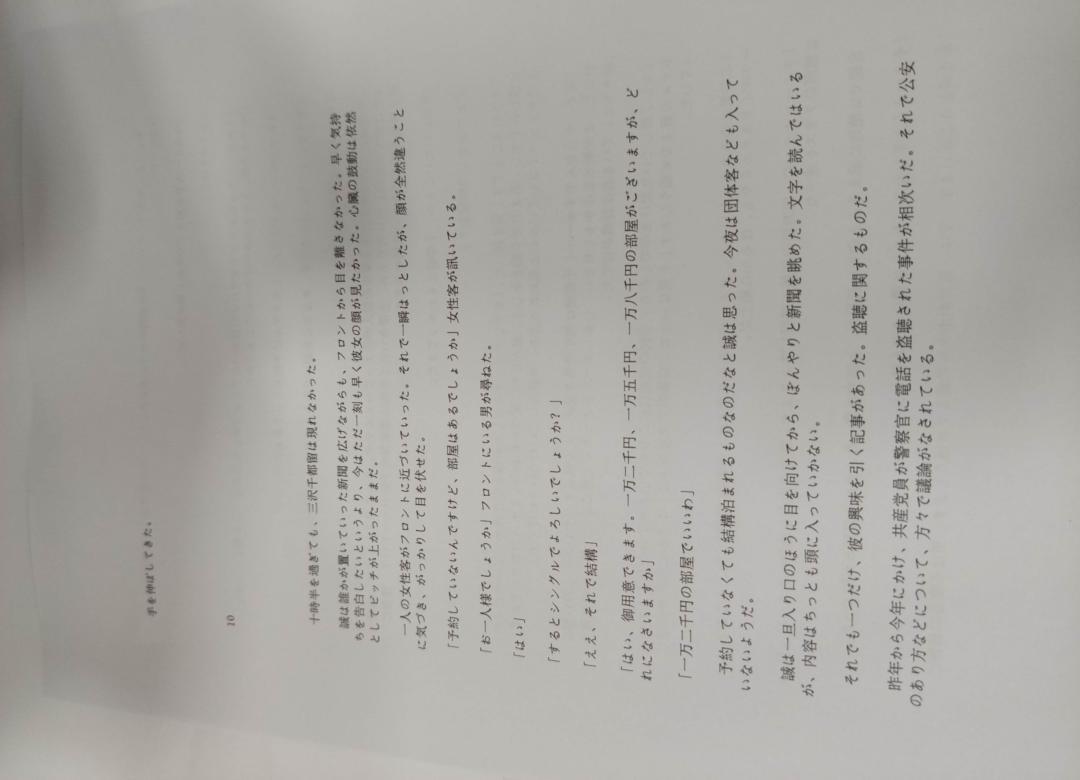 手を伸ばしてきた。
10
十時半を過ぎても、三沢千都留は現れなかった。
誠は誰かが置いていった新聞を広げながらも、フロントから目を離さなかった。早く気持
ちを告白したいというより、今はただ一刻も早く彼女の顔が見たかった。心臓の鼓動は依然
としてピッチが上がったままだ。
一人の女性客がフロントに近づいていった。それで一瞬はっとしたが、顔が全然違うこと
に気づき、がっかりして目を伏せた。
「予約していないんですけど、部屋はあるでしょうか」女性客が訊いている。
「お一人様でしょうか」フロントにいる男が尋ねた。
「はい」
「するとシングルでよろしいでしょうか？」
「ええ、それで結構」
「はい、御用意できます。一万二千円、一万五千円、一万八千円の部屋がございますが、ど
れになさいますか」
「一万二千円の部屋でいいわ」
予約していなくても結構泊まれるものなのだなと誠は思った。今夜は団体客なども入って
いないようだ。
誠は一旦入り口のほうに目を向けてから、ぼんやりと新聞を眺めた。文字を読んではいる
が、内容はちっとも頭に入っていかない。
それでも一つだけ、彼の興味を引く記事があった。盗聴に関するものだ。
昨年から今年にかけ、共産党員が警察官に電話を盗聴された事件が相次いだ。それで公安
のあり方などについて、方々で議論がなされている。